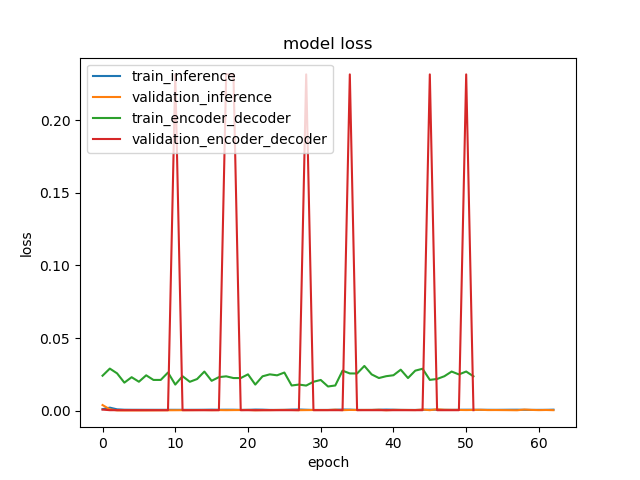 model loss
train_inference
validation_inference
train_encoder_decoder
validation_encoder_decoder
loss
0.20
0.15
0.10
0.05
0.00
0 10 20 30 40 50 60
epoch